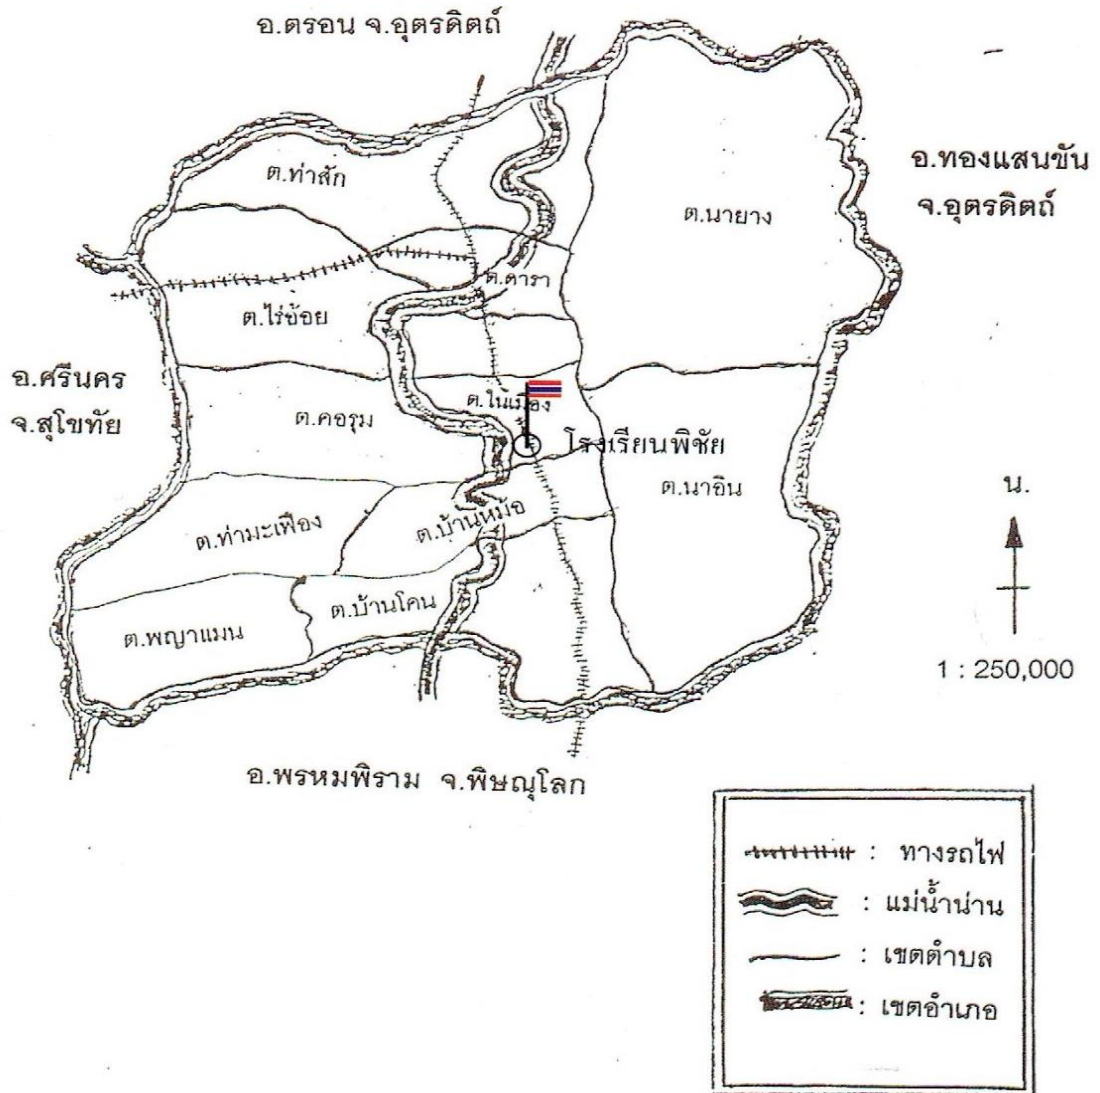 อ.ตรอน จ.อุตรดิตถ์
อ.ทองแสนขัน
จ.อุตรดิตถ์
ต.ท่าสัก
ต.นายาง
ต.ดารา
ต.ไร่อ้อย
อ.ศรีนคร
จ.สุโขทัย
ต.ในเมือง
ต.คอรุม
โรงเรียนพิชัย
ต.นาอิน
น.
ต.บ้านหม้อ
ต.ท่ามะเฟือง
ต.บ้านโคน
ต.พญาแมน
1 : 250,000
อ.พรหมพิราม จ.พิษณุโลก
: ทางรถไฟ
: แม่น้ำน่าน
: เขตตำบล
: เขตอำเภอ